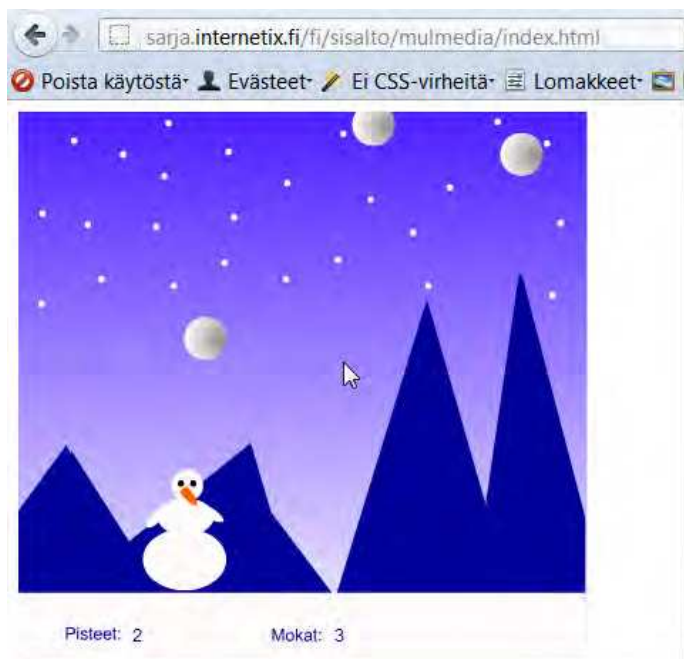 sarja.internetix.fi/fi/sisalto/mulmedia/index.html
Poista käytöstä Evästeet Ei CSS-virheitä Lomakkeet
Pisteet: 2 Mokat: 3